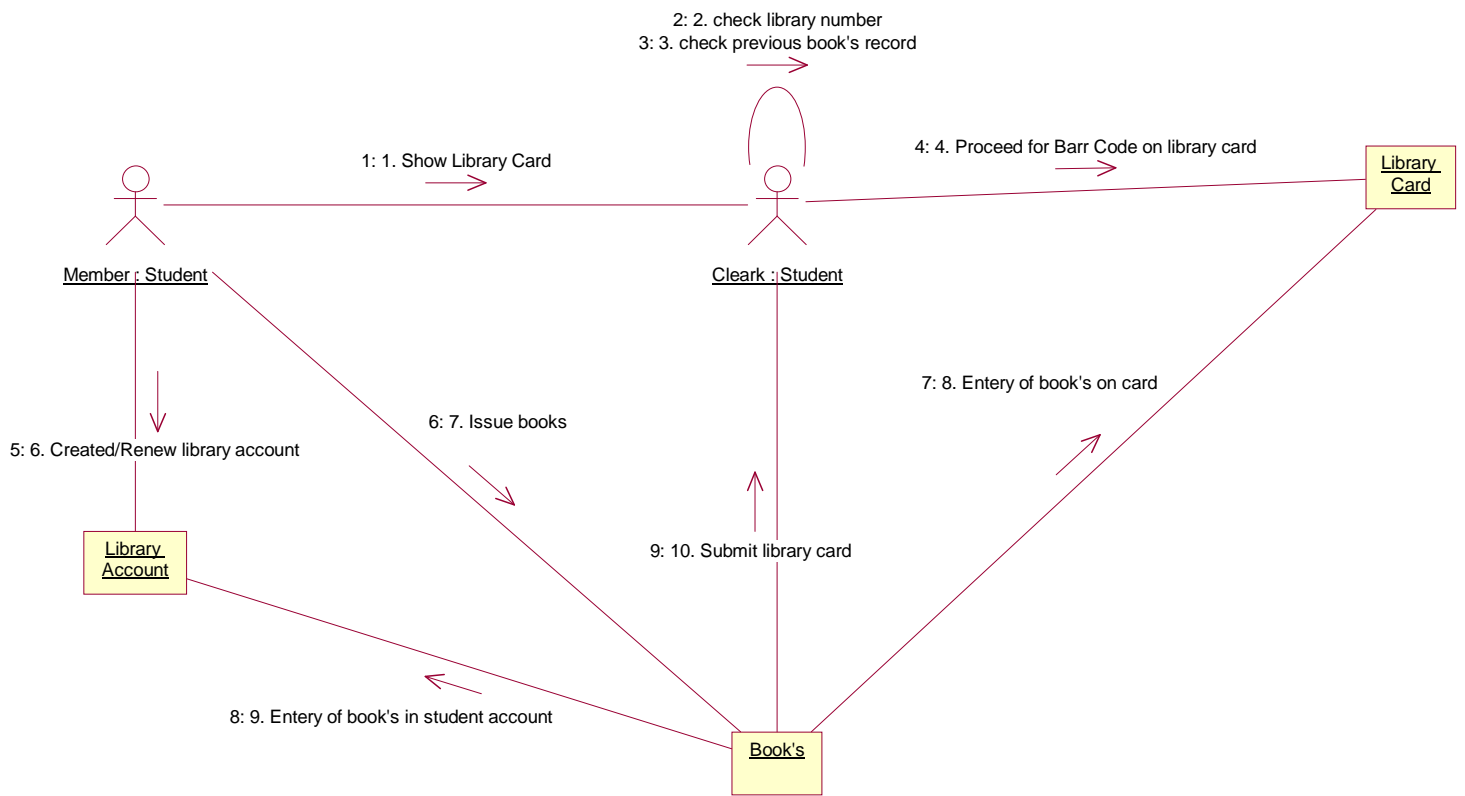 2: 2. check library number
3: 3. check previous book's record
4: 4. Proceed for Barr Code on library card
1: 1. Show Library Card
Library
Card
Member : Student
Cleark : Student
7: 8. Entery of book's on card
6: 7. Issue books
5: 6. Created/Renew library account
Library
Account
9: 10. Submit library card
8: 9. Entery of book's in student account
Book's